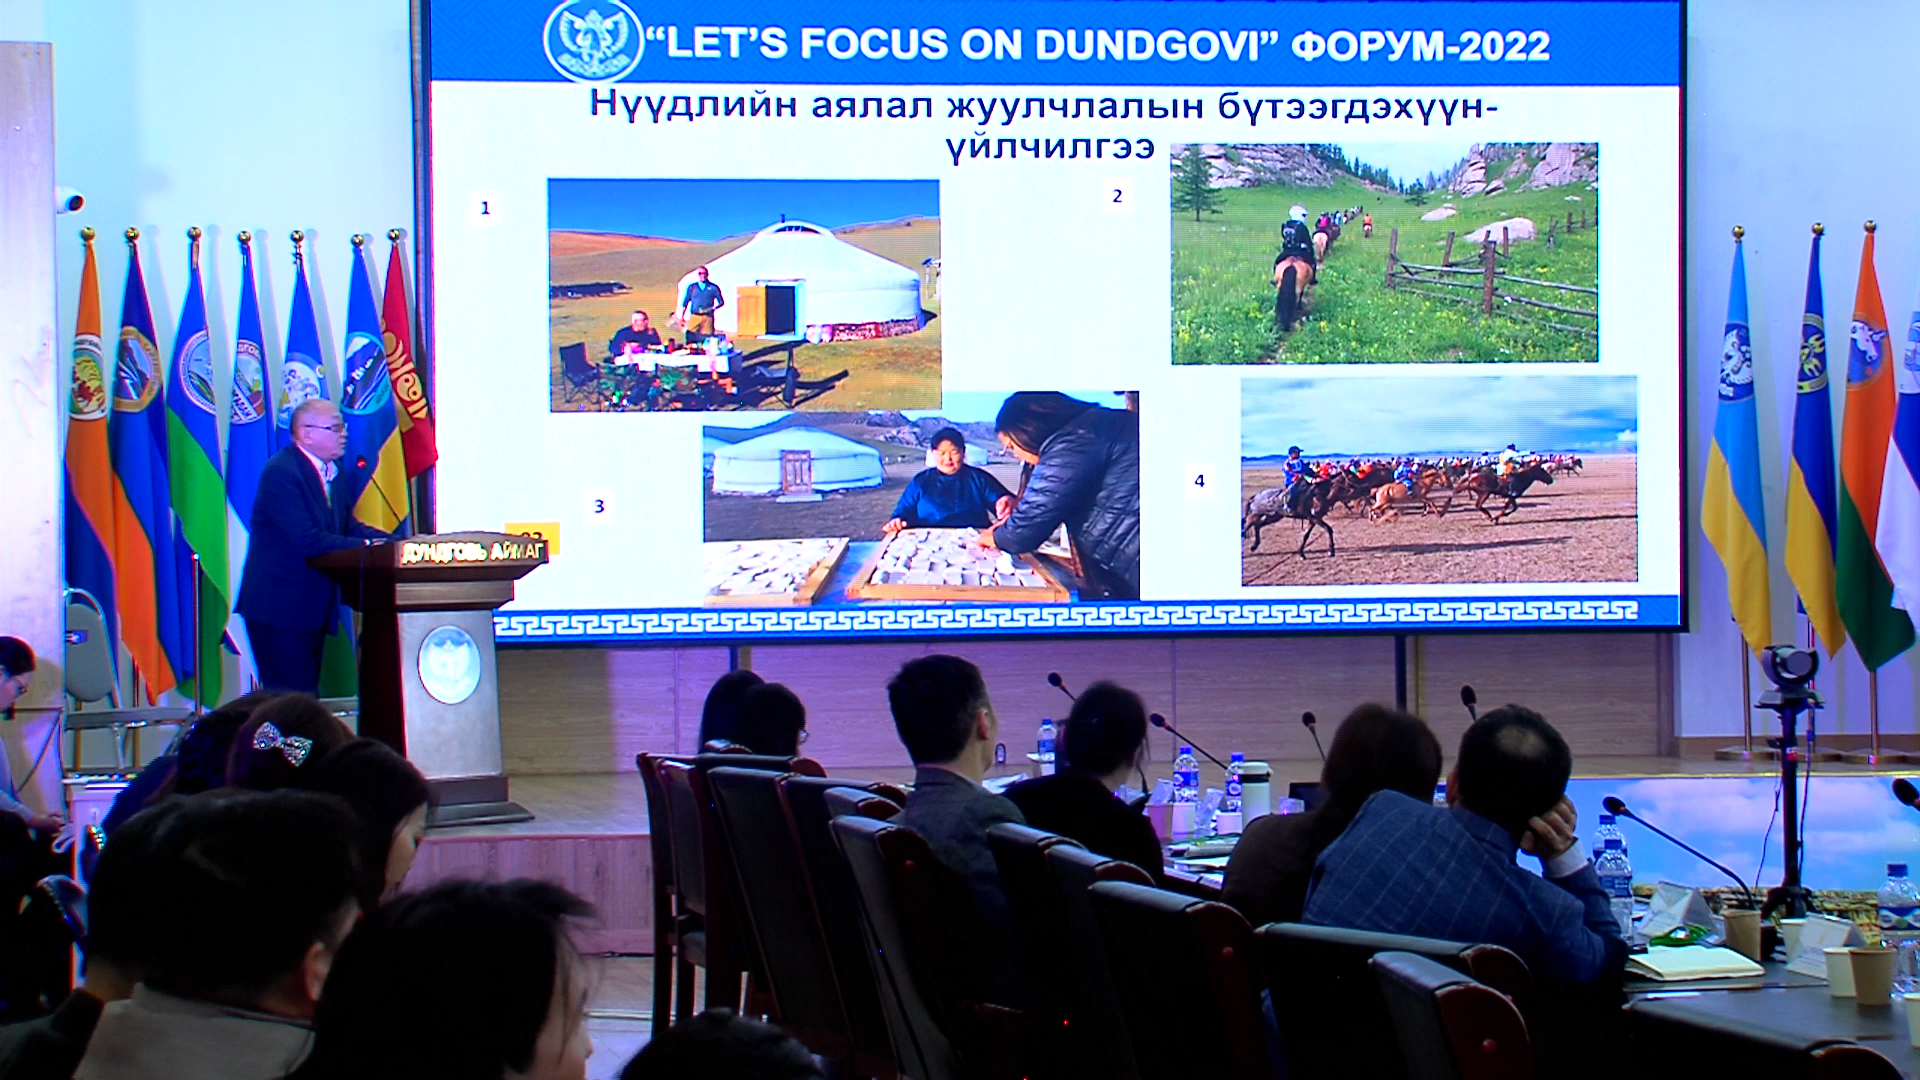 “LET’S FOCUS ON DUNDGOVI” ФОРУМ-2022
Нүүдлийн аялал жуулчлалын бүтээгдэхүүн-
үйлчилгээ
1
2
3
4
ДУНДГОВЬ АЙМАГ